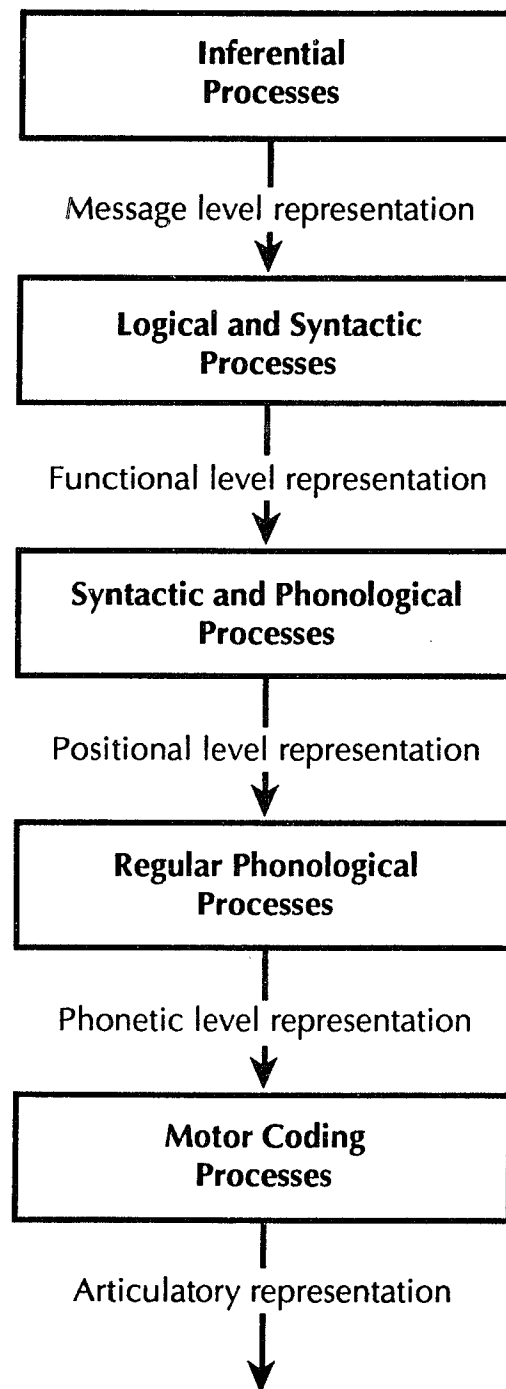 Inferential
Processes
Message level representation
Logical and Syntactic
Processes
Functional level representation
Syntactic and Phonological
Processes
Positional level representation
Regular Phonological
Processes
Phonetic level representation
Motor Coding
Processes
Articulatory representation